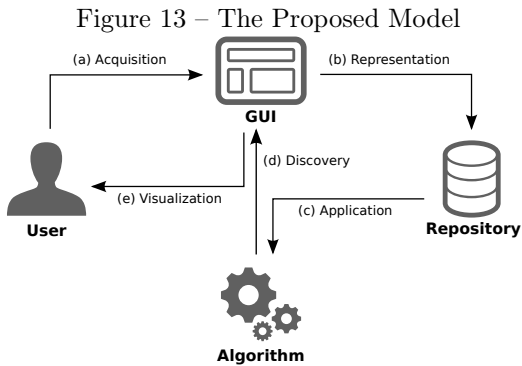 Figure 13 – The Proposed Model
(a) Acquisition
(b) Representation
GUI
(d) Discovery
(e) Visualization
(c) Application
User
Repository
Algorithm